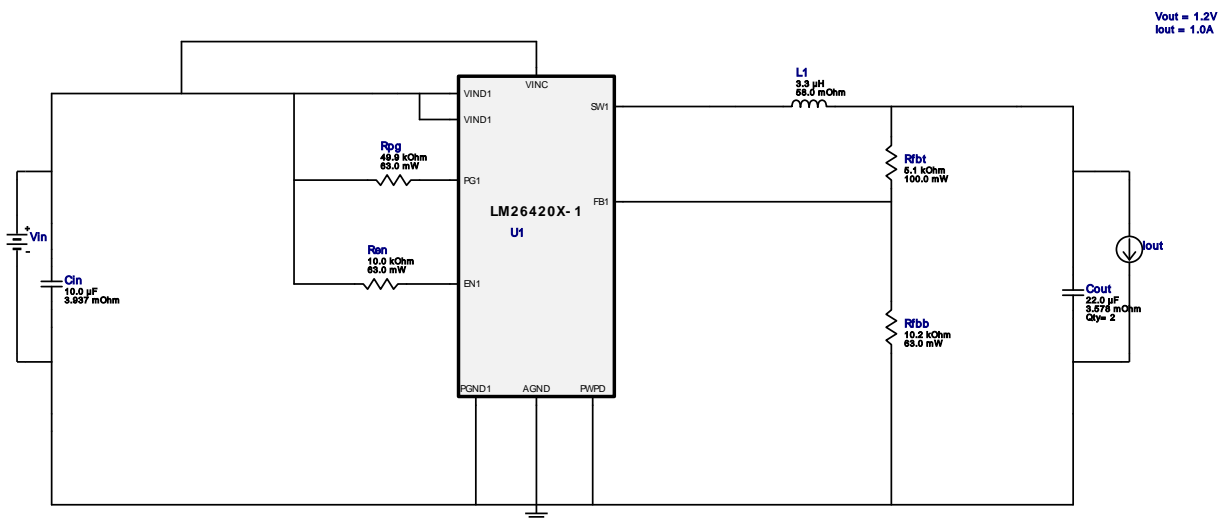 Vout = 1.2V
Iout = 1.0A
VINC
L1
3.3 µH
58.0 mOhm
VIND1
SW1
VIND1
Rpg
49.9 kOhm
63.0 mW
PG1
Rfbt
5.1 kOhm
100.0 mW
FB1
LM26420X-1
U1
Vin
+
-
Ren
10.0 kOhm
63.0 mW
EN1
Iout
Cin
10.0 µF
3.937 mOhm
Cout
22.0 µF
3.578 mOhm
Qty= 2
Rfbb
10.2 kOhm
63.0 mW
PGND1
AGND
PWPD